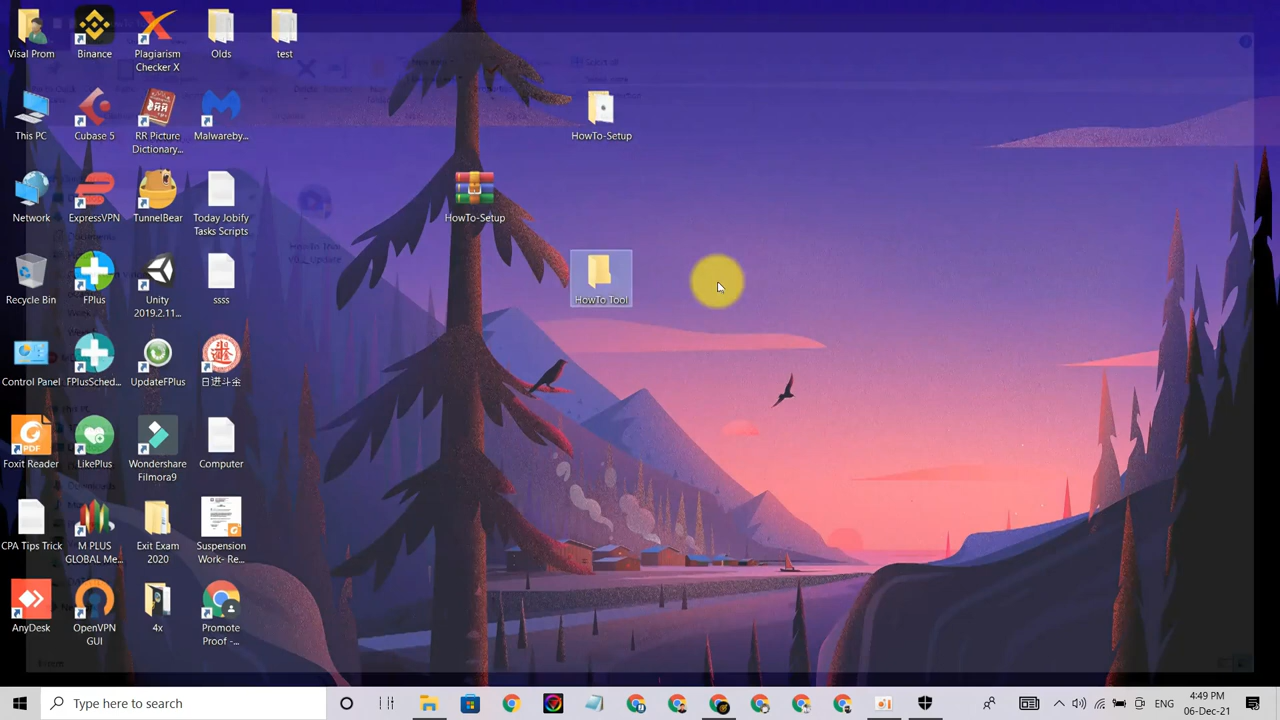 Visal Prom
Binance
Plagiarism
Checker X
Olds
test
This PC
Cubase 5
RR Picture
Dictionary...
Malwareby...
HowTo-Setup
Network
ExpressVPN
TunnelBear
Today Jobify
Tasks Scripts
HowTo-Setup
Recycle Bin
FPlus
Unity
2019.2.11...
ssss
HowTo Tool
Control Panel
FPlusSched...
UpdateFPlus
日进斗金
Foxit Reader
LikePlus
Wondershare
Filmora9
Computer
CPA Tips Trick
M PLUS
GLOBAL Me...
Exit Exam
2020
Suspension
Work- Re...
AnyDesk
OpenVPN
GUI
4x
Promote
Proof -...
Type here to search
ENG
4:49 PM
06-Dec-21